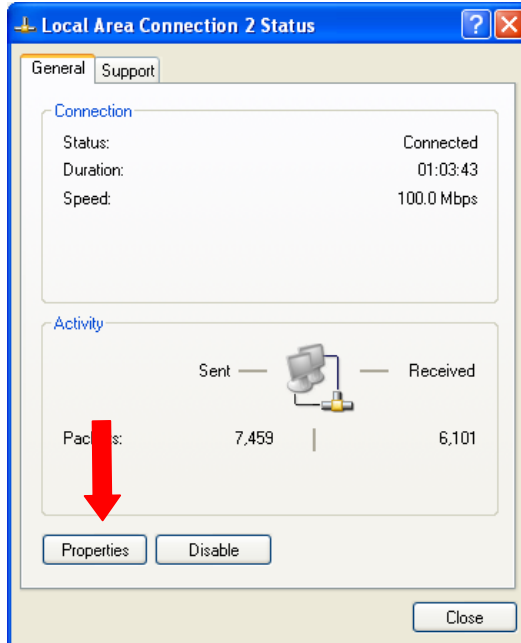 Local Area Connection 2 Status
General Support
Connection
Status: Connected
Duration: 01:03:43
Speed: 100.0 Mbps
Activity
Sent Received
7,459 6,101
Properties Disable
Close